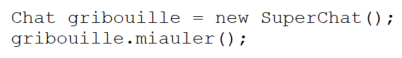 Chat gribouille = new SuperChat();
gribouille.miauler();